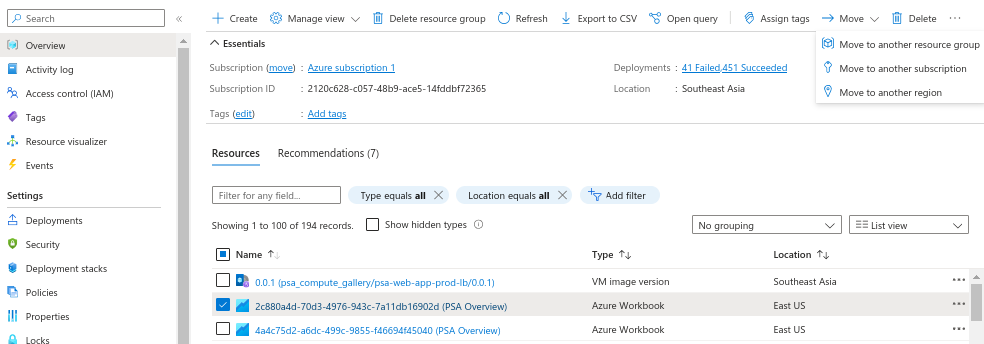 Search
«
Create
Manage view
Delete resource group
Refresh
Export to CSV
Open query
Assign tags
Move
Delete
...
Move to another resource group
Move to another subscription
Move to another region
Overview
Activity log
Access control (IAM)
Tags
Resource visualizer
Events
Settings
Deployments
Security
Deployment stacks
Policies
Properties
Locks
Essentials
Subscription (move) : Azure subscription 1
Subscription ID : 2120c628-c057-48b9-ace5-14fddbf72365
Tags (edit) : Add tags
Deployments : 41 Failed,451 Succeeded
Location : Southeast Asia
Resources Recommendations (7)
Filter for any field...
Type equals all
Location equals all
Add filter
Showing 1 to 100 of 194 records.
Show hidden types
No grouping
List view
Name Type Location
0.0.1 (psa_compute_gallery/psa-web-app-prod-lb/0.0.1) VM image version Southeast Asia ...
2c880a4d-70d3-4976-943c-7a11db16902d (PSA Overview) Azure Workbook East US ...
4a4c75d2-a6dc-499c-9855-f46694f45040 (PSA Overview) Azure Workbook East US ...